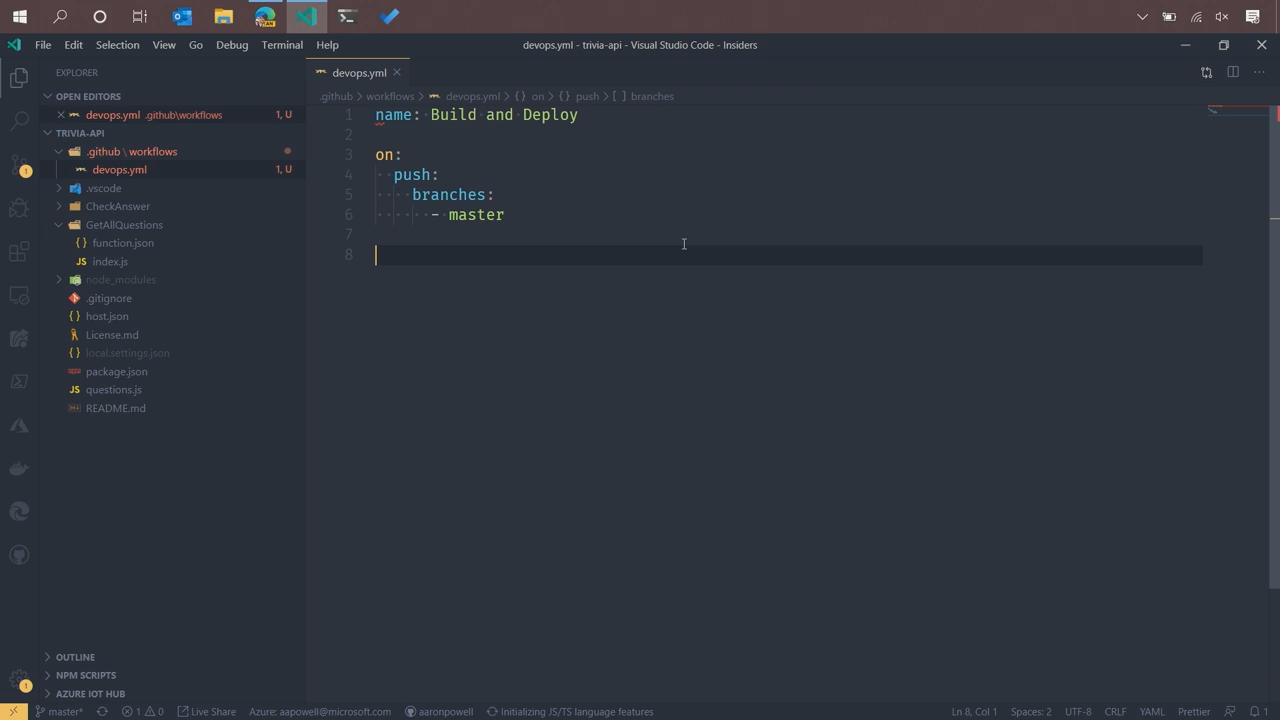 File Edit Selection View Go Debug Terminal Help
devops.yml - trivia-api - Visual Studio Code - Insiders
EXPLORER
OPEN EDITORS
devops.yml .github\workflows 1, U
TRIVIA-API
.github \ workflows
devops.yml 1, U
.vscode
CheckAnswer
GetAllQuestions
{ } function.json
JS index.js
node_modules
.gitignore
{ } host.json
License.md
{ } local.settings.json
package.json
JS questions.js
README.md
OUTLINE
NPM SCRIPTS
AZURE IOT HUB
1
1
devops.yml
.github > workflows > devops.yml > { } on > { } push > [ ] branches
1 name: Build and Deploy
2
3 on:
4 push:
5 branches:
6 - master
7
8
master* 1 0 Live Share Azure: aapowell@microsoft.com aaronpowell Initializing JS/TS language features Ln 8, Col 1 Spaces: 2 UTF-8 CRLF YAML Prettier 1